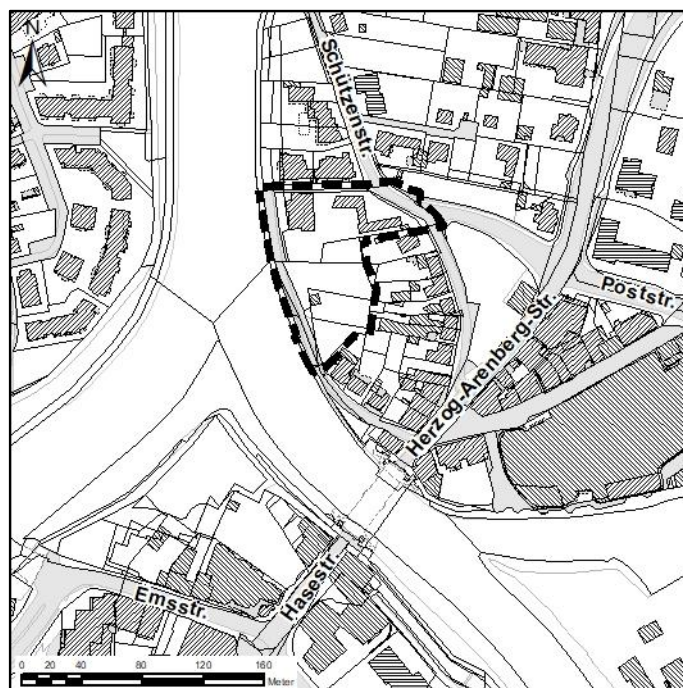 N
Schützenstr.
Poststr.
Herzog-Arenberg-Str.
Hasestr.
Emsstr.
0 20 40 80 120 160
Meter